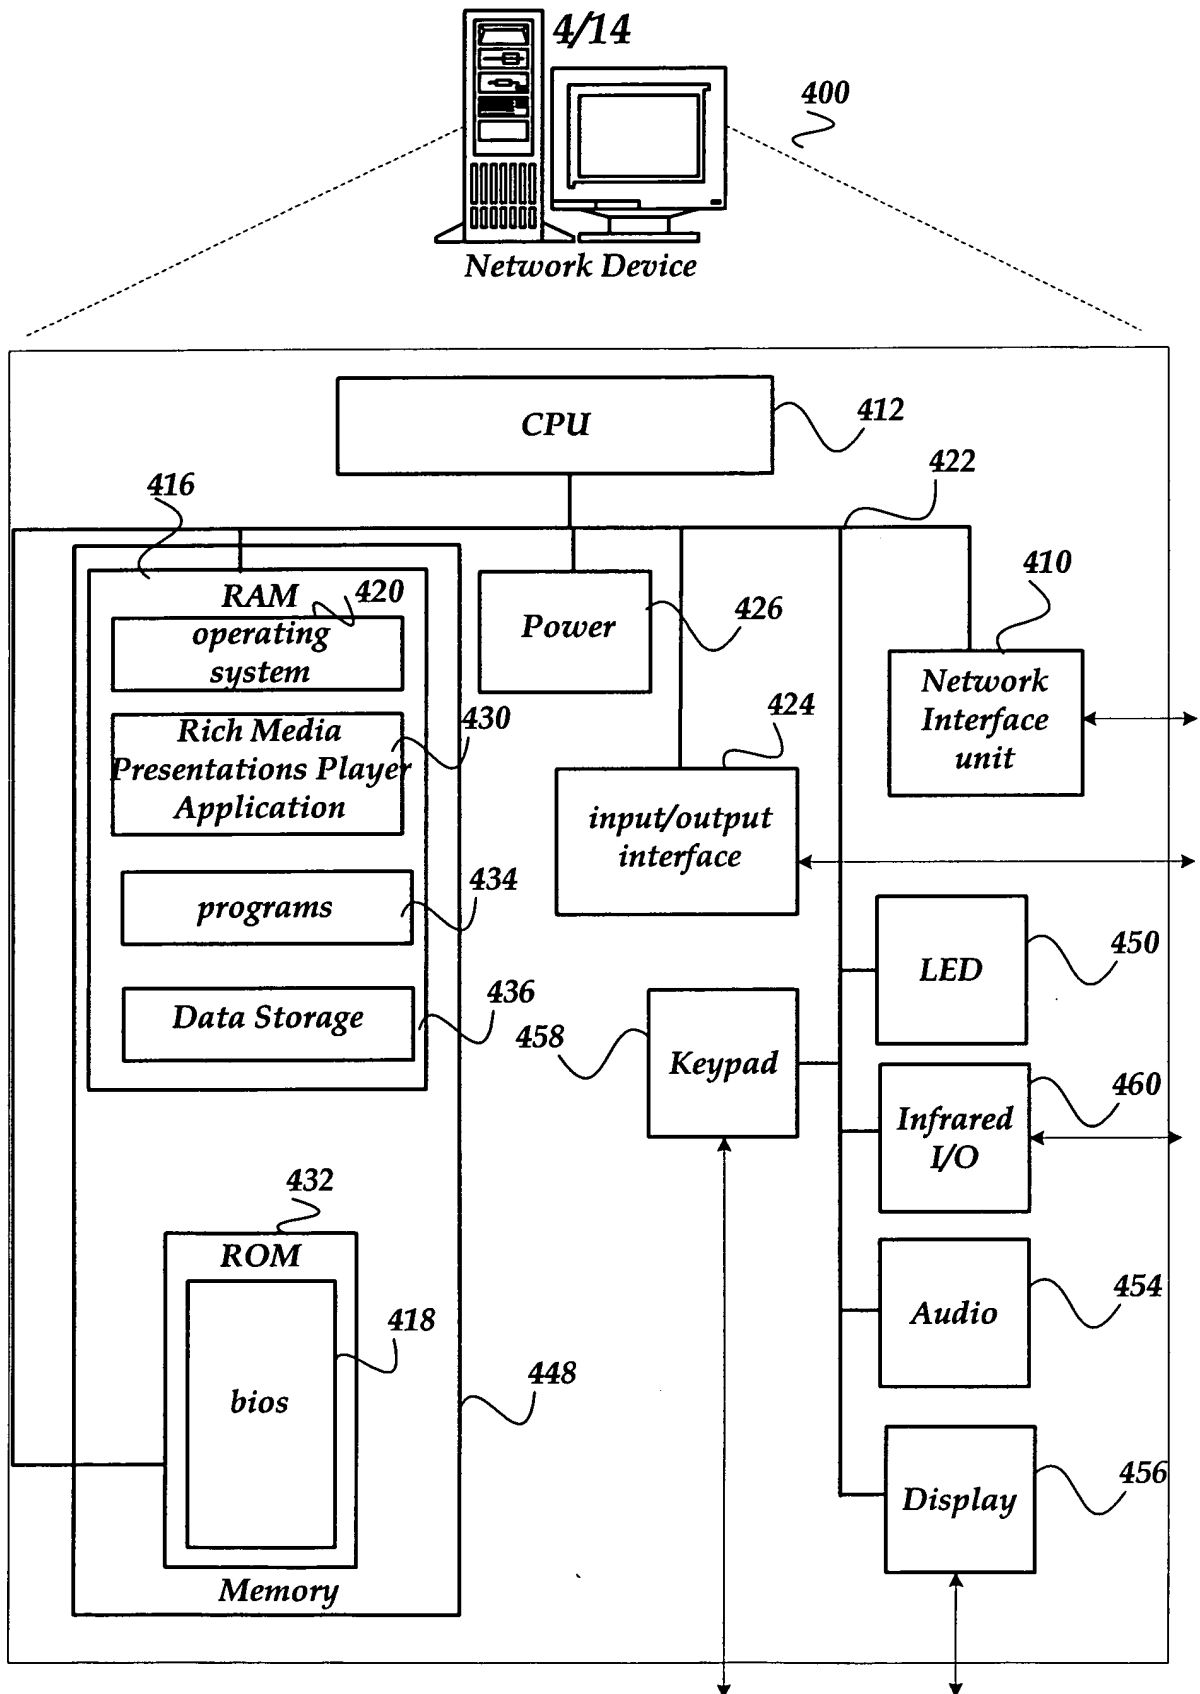 4/14
400
Network Device
CPU
412
422
416
RAM
420
operating
system
Power
426
410
Network
Interface
unit
Rich Media
Presentations Player
Application
430
424
input/output
interface
programs
434
LED
450
Data Storage
436
458
Keypad
460
Infrared
I/O
432
ROM
418
bios
454
Audio
448
456
Display
Memory